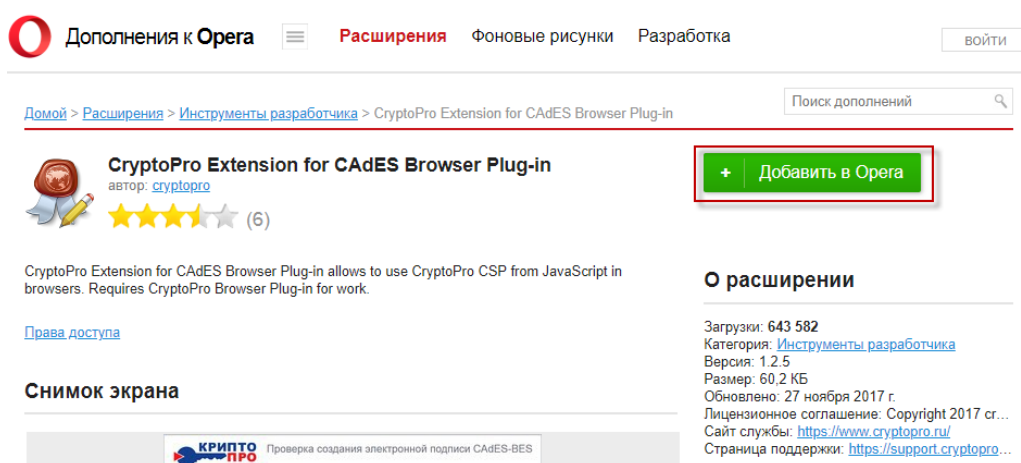 Дополнения к Opera
Расширения Фоновые рисунки Разработка
ВОЙТИ
Домой > Расширения > Инструменты разработчика > CryptoPro Extension for CAdES Browser Plug-in
Поиск дополнений
CryptoPro Extension for CAdES Browser Plug-in
автор: cryptopro
(6)
+ Добавить в Opera
CryptoPro Extension for CAdES Browser Plug-in allows to use CryptoPro CSP from JavaScript in
browsers. Requires CryptoPro Browser Plug-in for work.
Права доступа
Снимок экрана
КРИПТО
ПРО
Проверка создания электронной подписи CAdES-BES
О расширении
Загрузки: 643 582
Категория: Инструменты разработчика
Версия: 1.2.5
Размер: 60,2 КБ
Обновлено: 27 ноября 2017 г.
Лицензионное соглашение: Copyright 2017 cr...
Сайт службы: https://www.cryptopro.ru/
Страница поддержки: https://support.cryptopro...